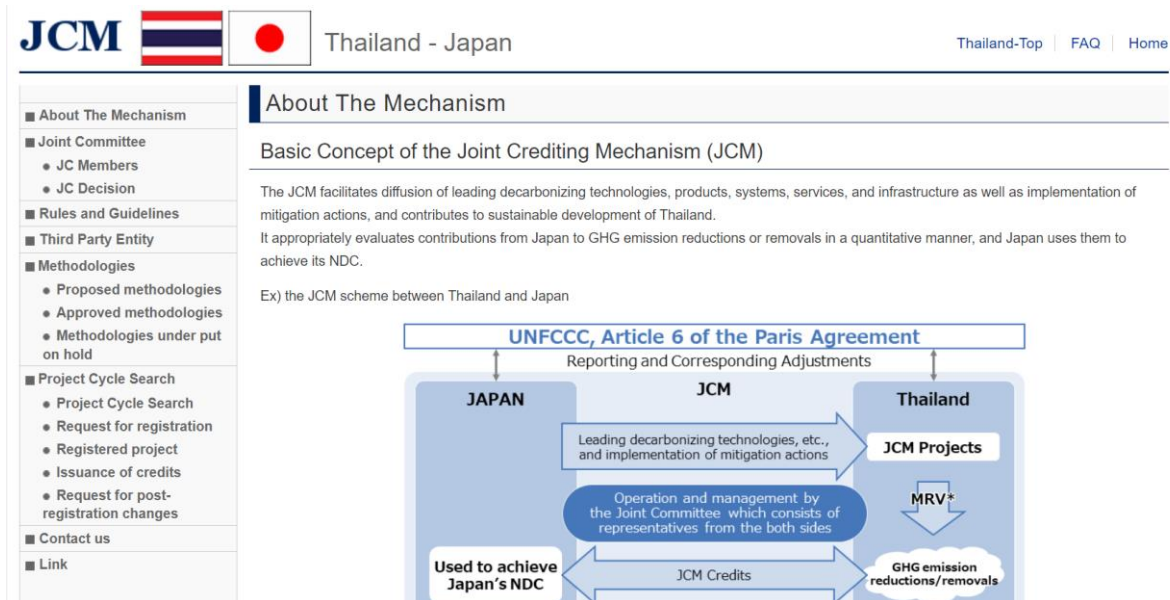 JCM
Thailand - Japan
Thailand-Top
FAQ
Home
About The Mechanism
Joint Committee
JC Members
JC Decision
Rules and Guidelines
Third Party Entity
Methodologies
Proposed methodologies
Approved methodologies
Methodologies under put
on hold
Project Cycle Search
Project Cycle Search
Request for registration
Registered project
Issuance of credits
Request for post-
registration changes
Contact us
Link
About The Mechanism
Basic Concept of the Joint Crediting Mechanism (JCM)
The JCM facilitates diffusion of leading decarbonizing technologies, products, systems, services, and infrastructure as well as implementation of
mitigation actions, and contributes to sustainable development of Thailand.
It appropriately evaluates contributions from Japan to GHG emission reductions or removals in a quantitative manner, and Japan uses them to
achieve its NDC.
Ex) the JCM scheme between Thailand and Japan
UNFCCC, Article 6 of the Paris Agreement
Reporting and Corresponding Adjustments
JAPAN
JCM
Thailand
Leading decarbonizing technologies, etc.,
and implementation of mitigation actions
JCM Projects
Operation and management by
the Joint Committee which consists of
representatives from the both sides
MRV*
Used to achieve
Japan's NDC
JCM Credits
GHG emission
reductions/removals